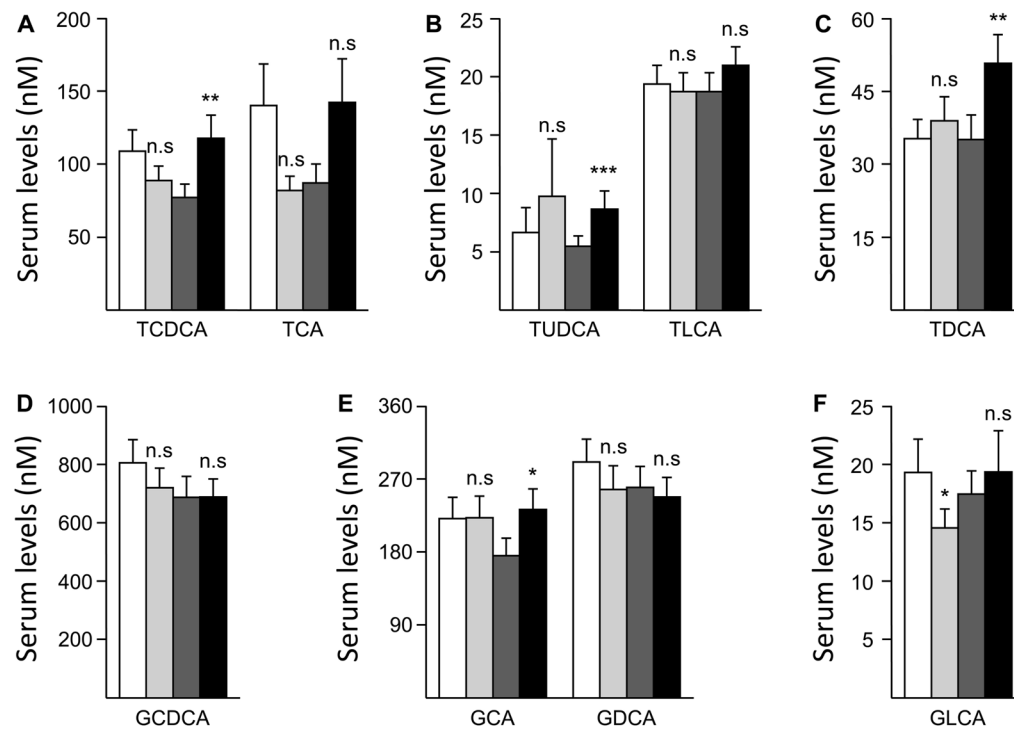 A
Serum levels (nM)
200
150
100
50
n.s
**
n.s
n.s
TCDCA
TCA
B
Serum levels (nM)
25
20
15
10
5
n.s
***
n.s
n.s
TUDCA
TLCA
C
Serum levels (nM)
60
45
30
15
n.s
**
TDCA
D
Serum levels (nM)
1000
800
600
400
200
n.s
n.s
GCDCA
E
Serum levels (nM)
360
270
180
90
n.s
*
n.s
n.s
GCA
GDCA
F
Serum levels (nM)
25
20
15
10
5
*
n.s
GLCA